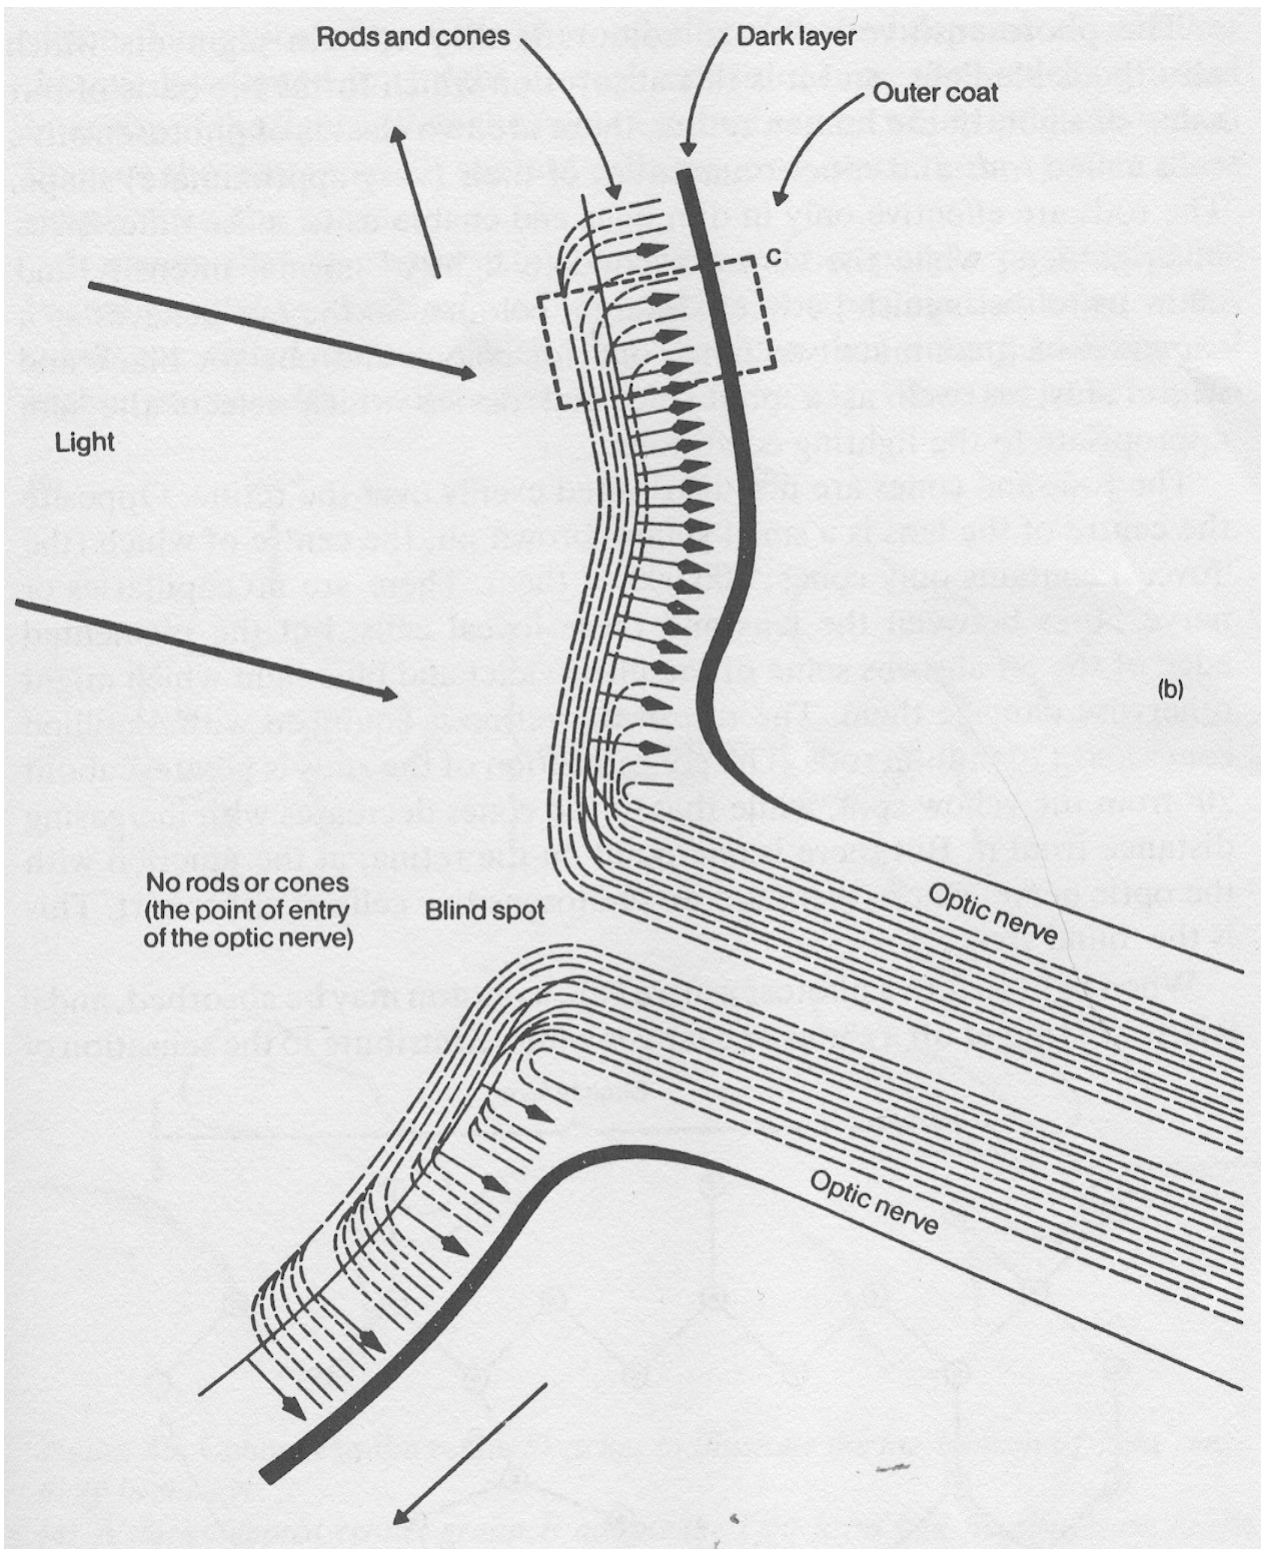 Rods and cones
Dark layer
Outer coat
C
Light
(b)
No rods or cones
(the point of entry
of the optic nerve)
Blind spot
Optic nerve
Optic nerve